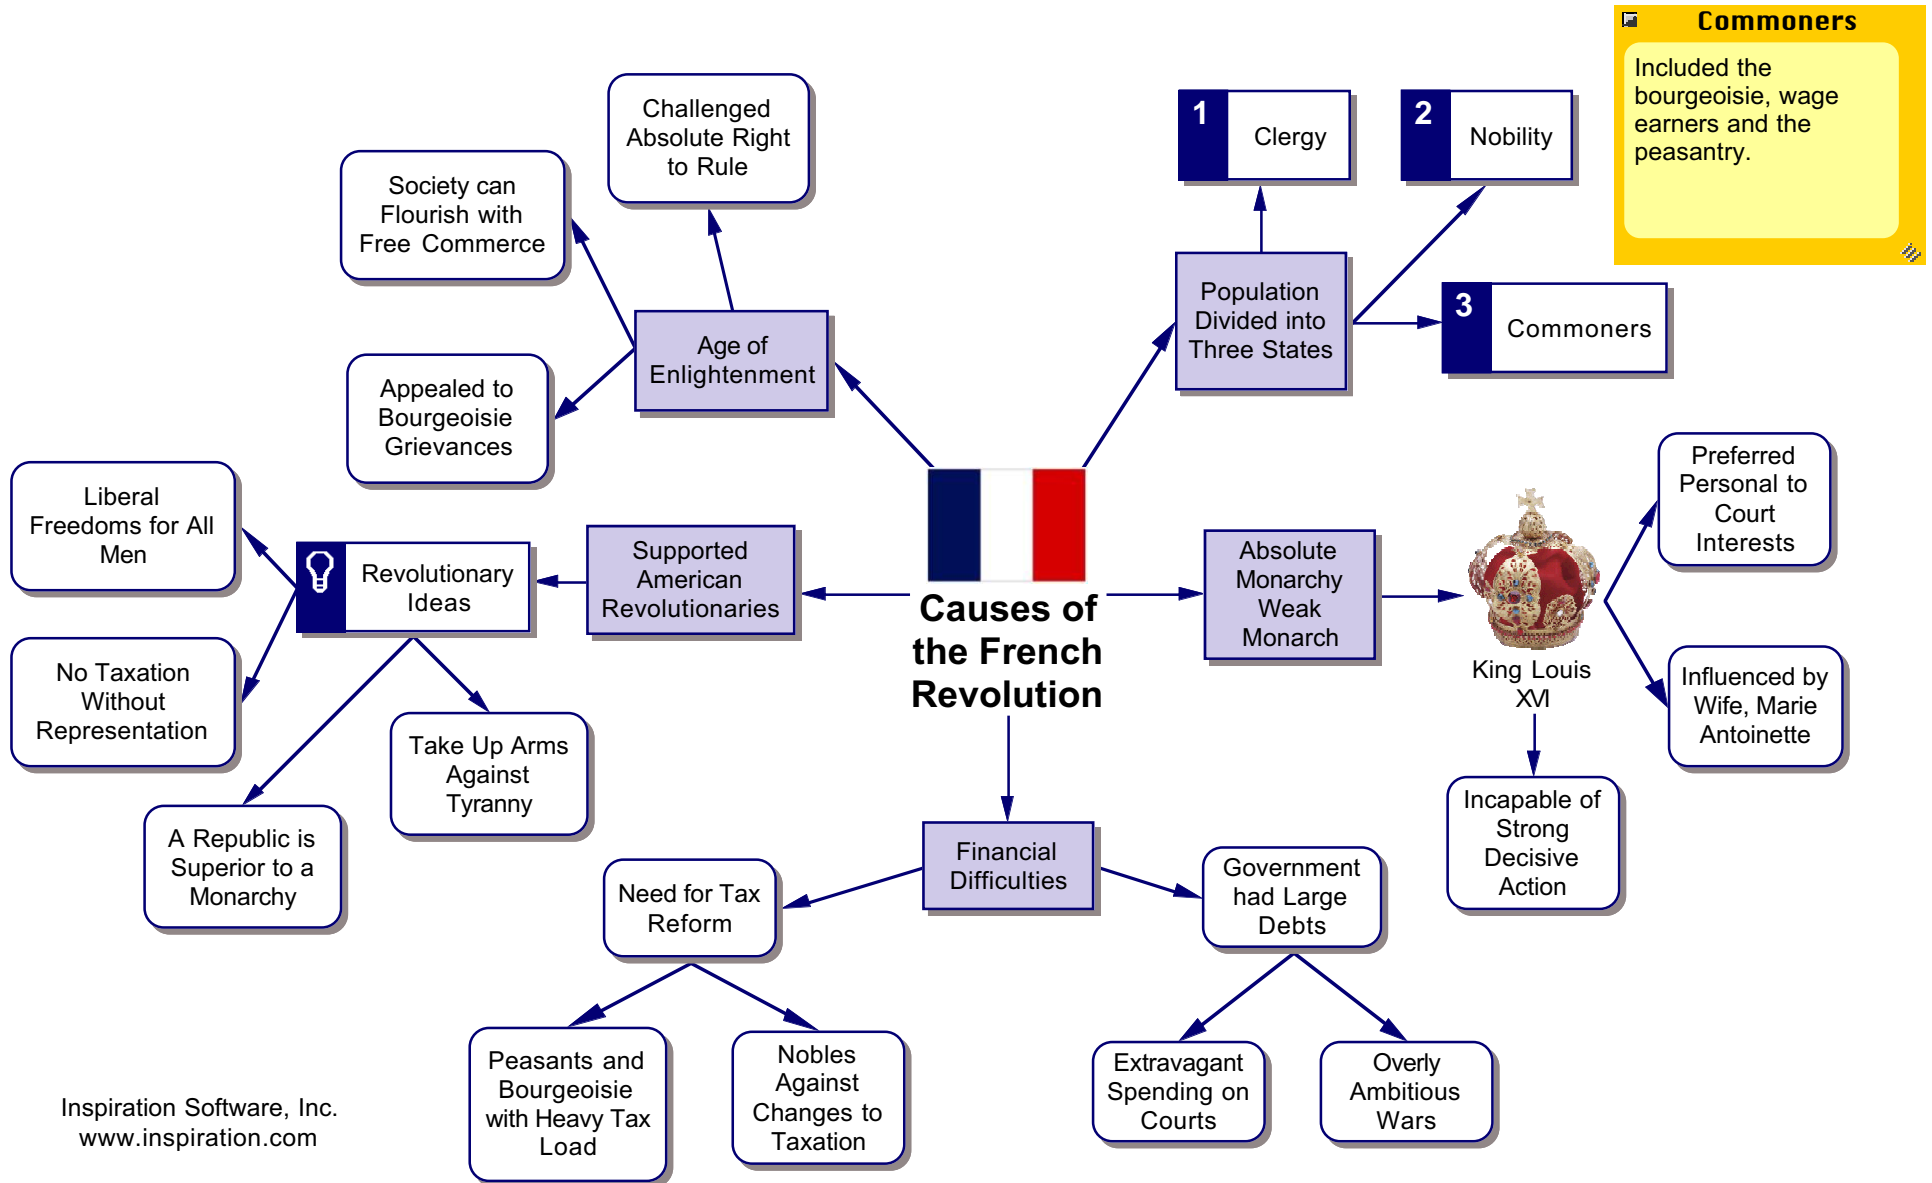 Commoners
Included the
bourgeoisie, wage
earners and the
peasantry.
Challenged
Absolute Right
to Rule
1
Clergy
2
Nobility
Society can
Flourish with
Free Commerce
Population
Divided into
Three States
3
Commoners
Age of
Enlightenment
Appealed to
Bourgeoisie
Grievances
Preferred
Personal to
Court
Interests
Liberal
Freedoms for All
Men
Revolutionary
Ideas
Supported
American
Revolutionaries
Absolute
Monarchy
Weak
Monarch
Causes of
the French
Revolution
King Louis
XVI
No Taxation
Without
Representation
Influenced by
Wife, Marie
Antoinette
Take Up Arms
Against
Tyranny
Incapable of
Strong
Decisive
Action
A Republic is
Superior to a
Monarchy
Financial
Difficulties
Need for Tax
Reform
Government
had Large
Debts
Peasants and
Bourgeoisie
with Heavy Tax
Load
Nobles
Against
Changes to
Taxation
Extravagant
Spending on
Courts
Overly
Ambitious
Wars
Inspiration Software, Inc.
www.inspiration.com